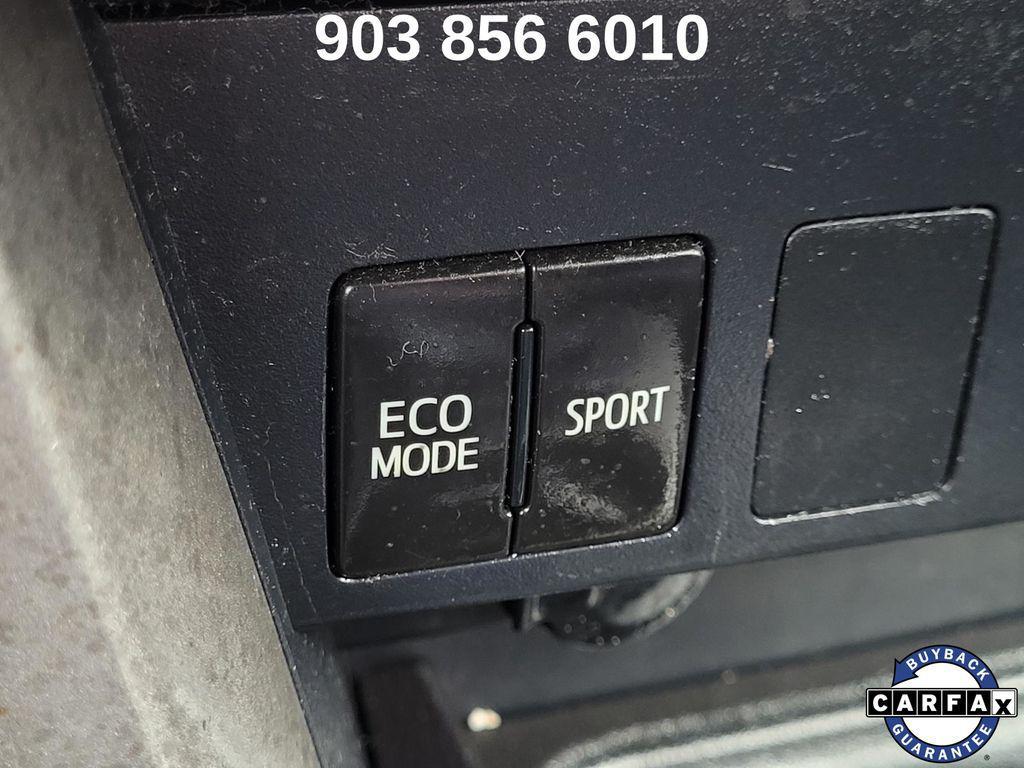 903 856 6010
ECO
MODE
SPORT
BUYBACK
CARFAX
GUARANTEE
®